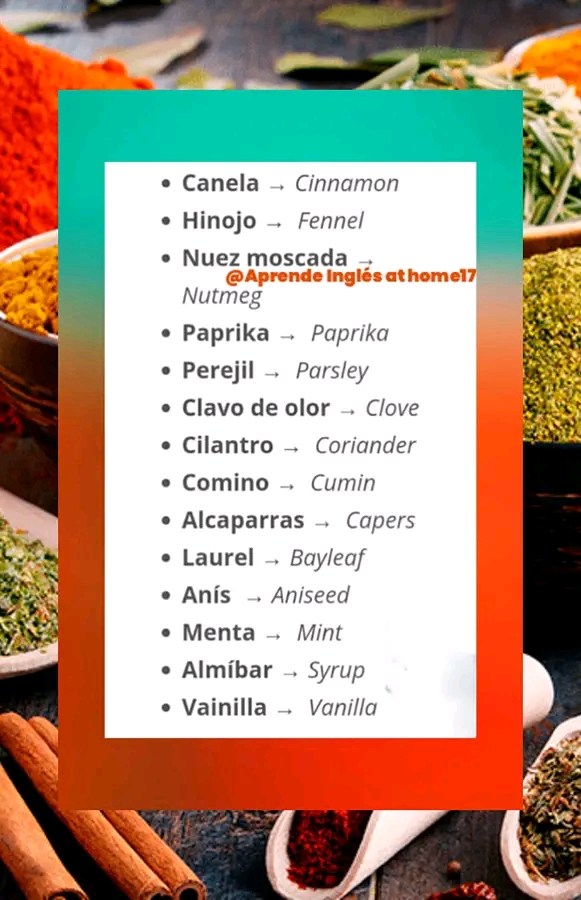 • Canela → Cinnamon
• Hinojo → Fennel
• Nuez moscada →
@Aprende Inglés at home17
Nutmeg
• Paprika → Paprika
• Perejil → Parsley
• Clavo de olor → Clove
• Cilantro → Coriander
• Comino → Cumin
• Alcaparras → Capers
• Laurel → Bayleaf
• Anís → Aniseed
• Menta → Mint
• Almíbar → Syrup
• Vainilla → Vanilla